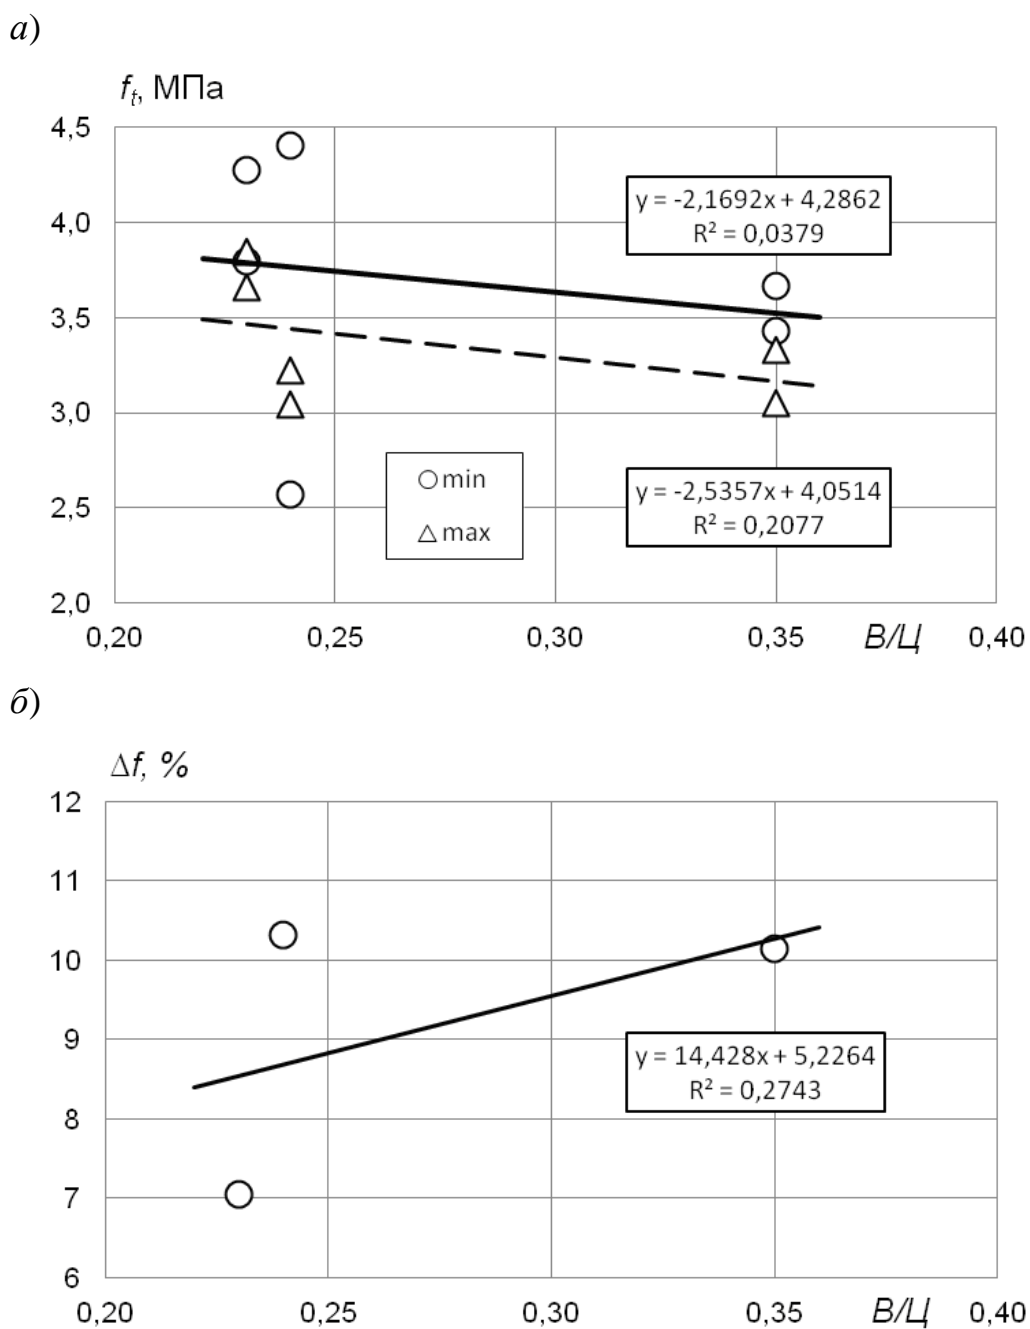 а)
fₜ, МПа
4,5
4,0
3,5
3,0
2,5
2,0
y = -2,1692x + 4,2862
R² = 0,0379
min
max
y = -2,5357x + 4,0514
R² = 0,2077
0,20 0,25 0,30 0,35 В/Ц 0,40
б)
Δf, %
12
11
10
9
8
7
6
y = 14,428x + 5,2264
R² = 0,2743
0,20 0,25 0,30 0,35 В/Ц 0,40